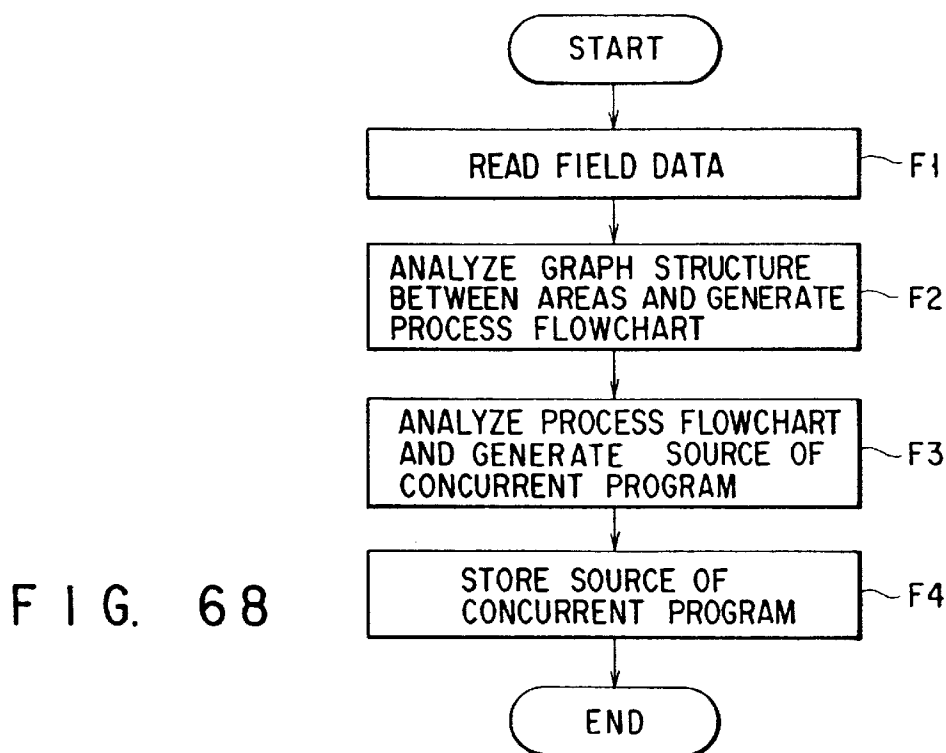 START
READ FIELD DATA
F1
ANALYZE GRAPH STRUCTURE
BETWEEN AREAS AND GENERATE
PROCESS FLOWCHART
F2
ANALYZE PROCESS FLOWCHART
AND GENERATE SOURCE OF
CONCURRENT PROGRAM
F3
STORE SOURCE OF
CONCURRENT PROGRAM
F4
END
FIG. 68